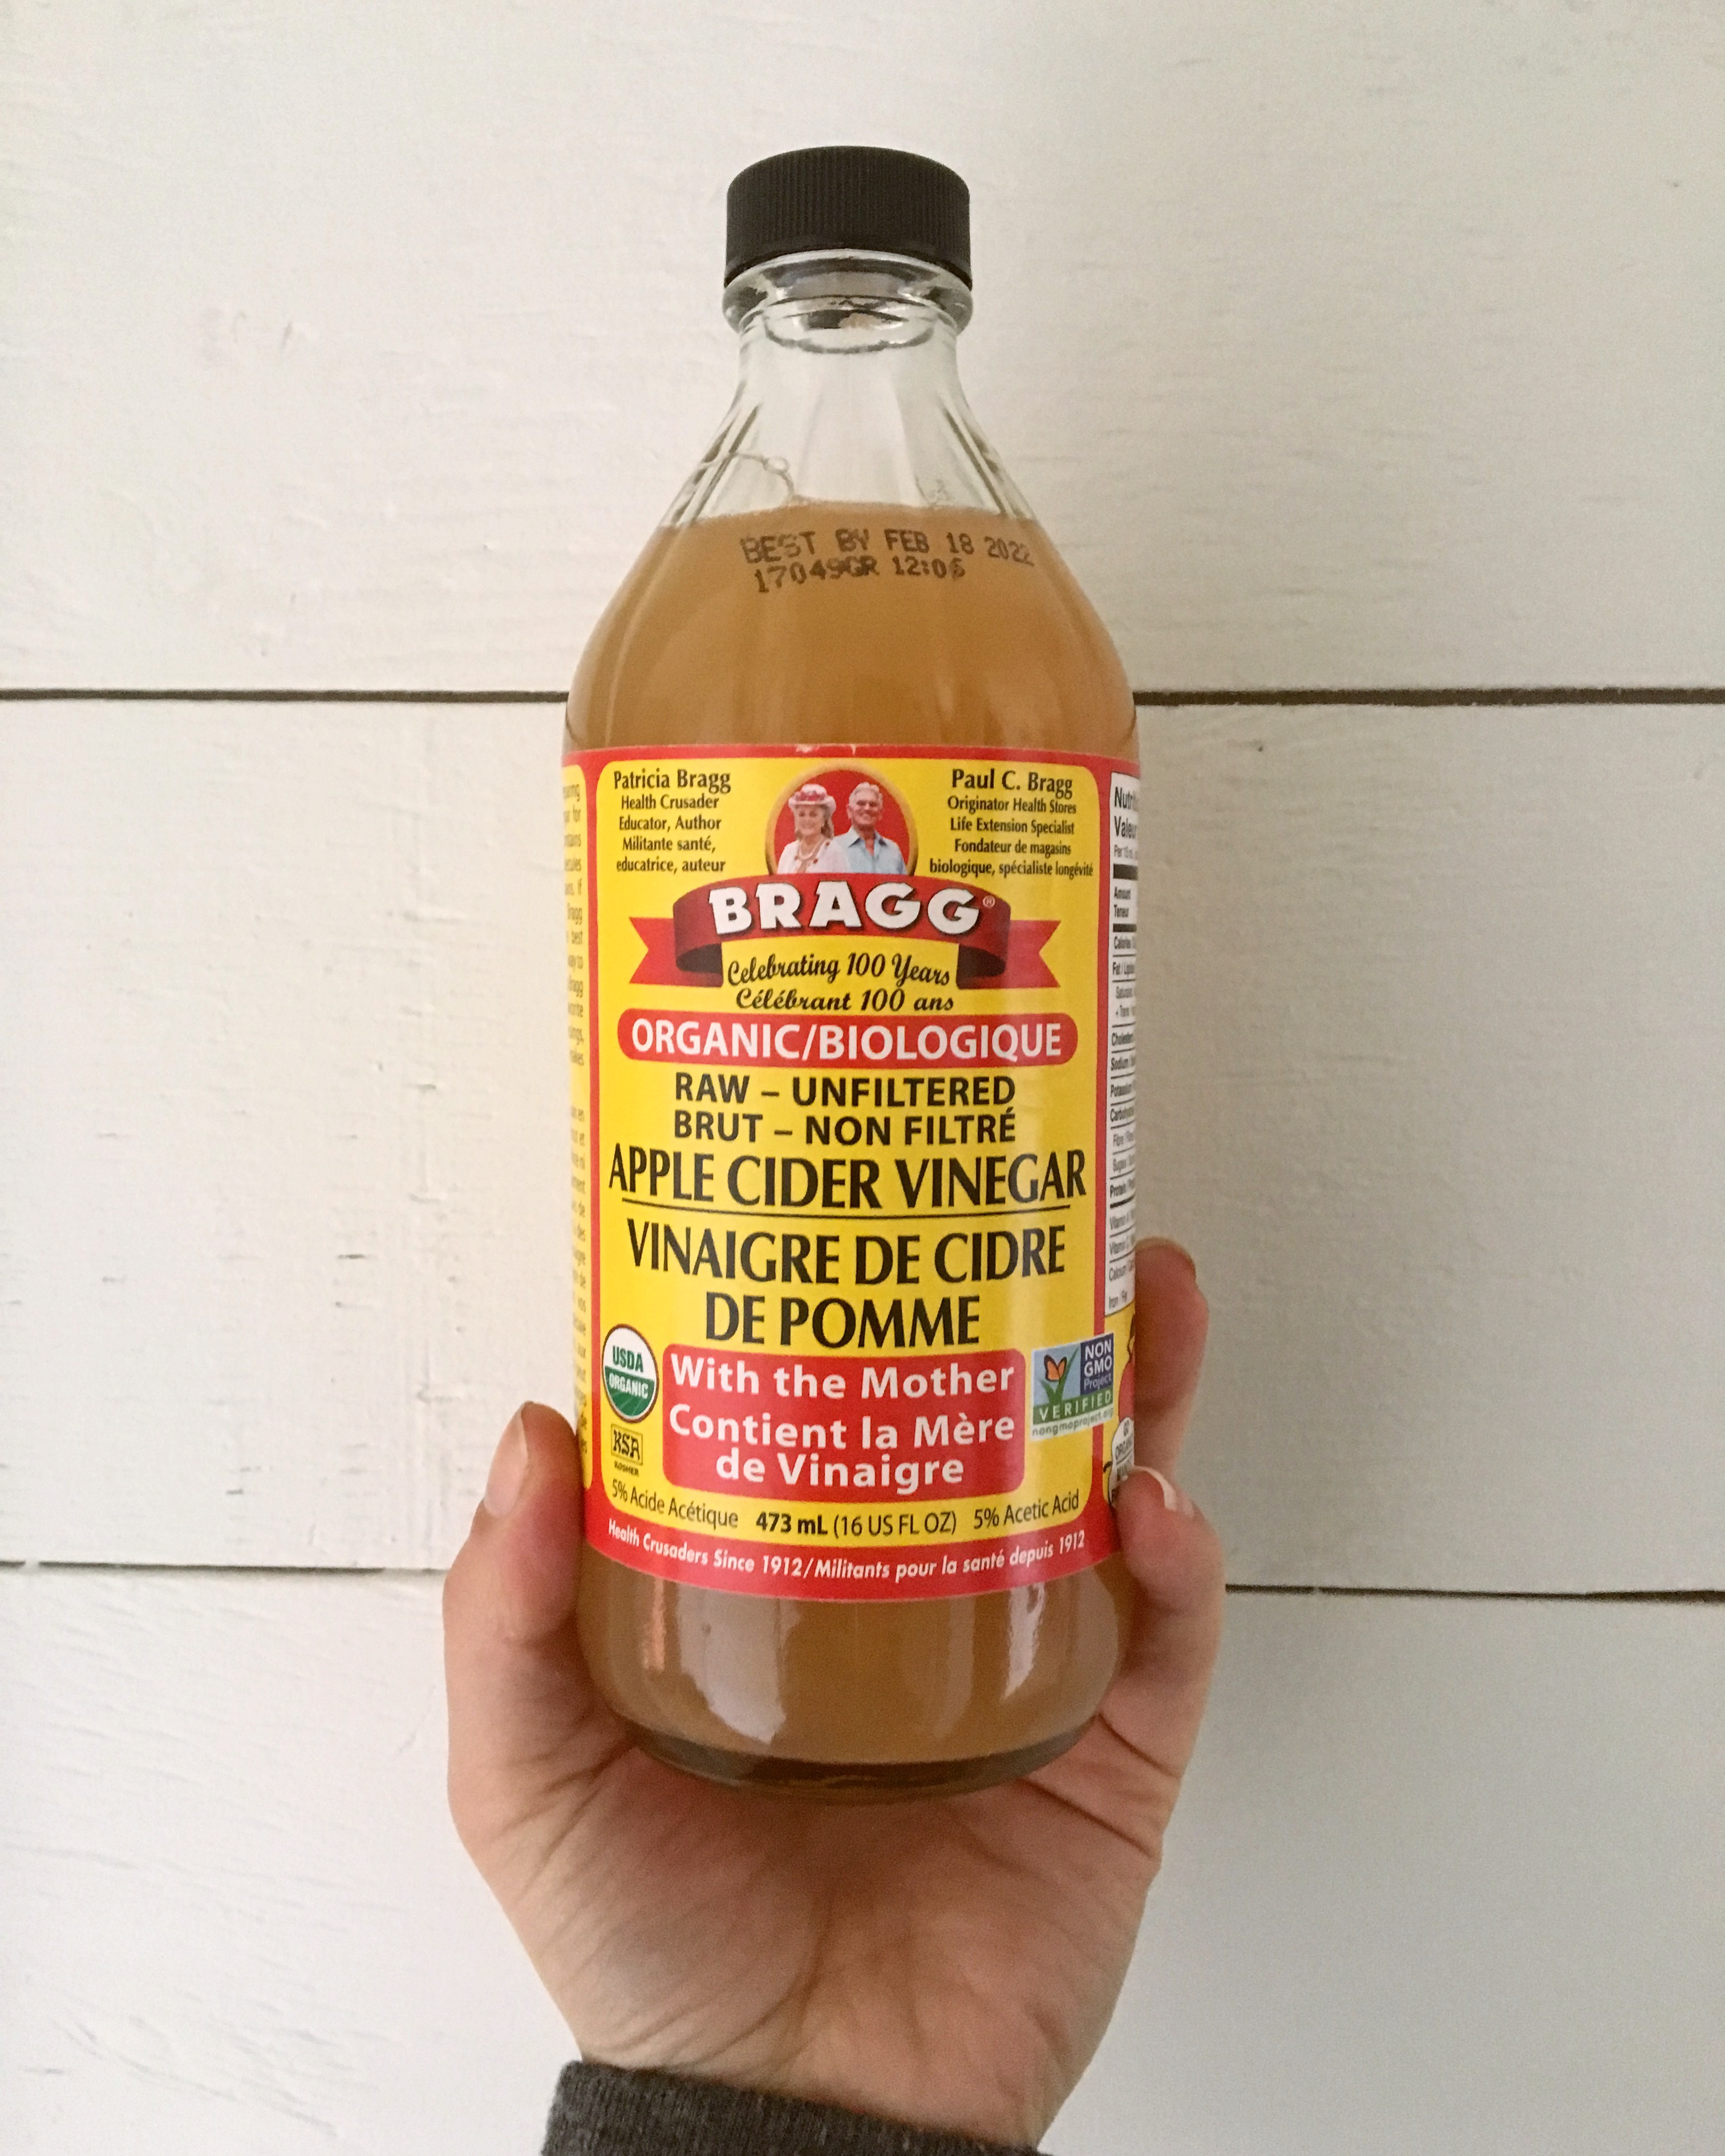 BEST BY FEB 18 2022
17049GR 12:06
Patricia Bragg
Health Crusader
Educator, Author
Militante santé,
educatrice, auteur
Paul C. Bragg
Originator Health Stores
Life Extension Specialist
Fondateur de magasins
biologique, spécialiste longévité
BRAGG®
Celebrating 100 Years
Célébrant 100 ans
ORGANIC/BIOLOGIQUE
RAW – UNFILTERED
BRUT – NON FILTRÉ
APPLE CIDER VINEGAR
VINAIGRE DE CIDRE
DE POMME
USDA
ORGANIC
KSA
KOSHER
With the Mother
Contient la Mère
de Vinaigre
NON
GMO
Project
VERIFIED
nongmoproject.org
5% Acide Acétique 473 mL (16 US FL OZ) 5% Acetic Acid
Health Crusaders Since 1912/Militants pour la santé depuis 1912